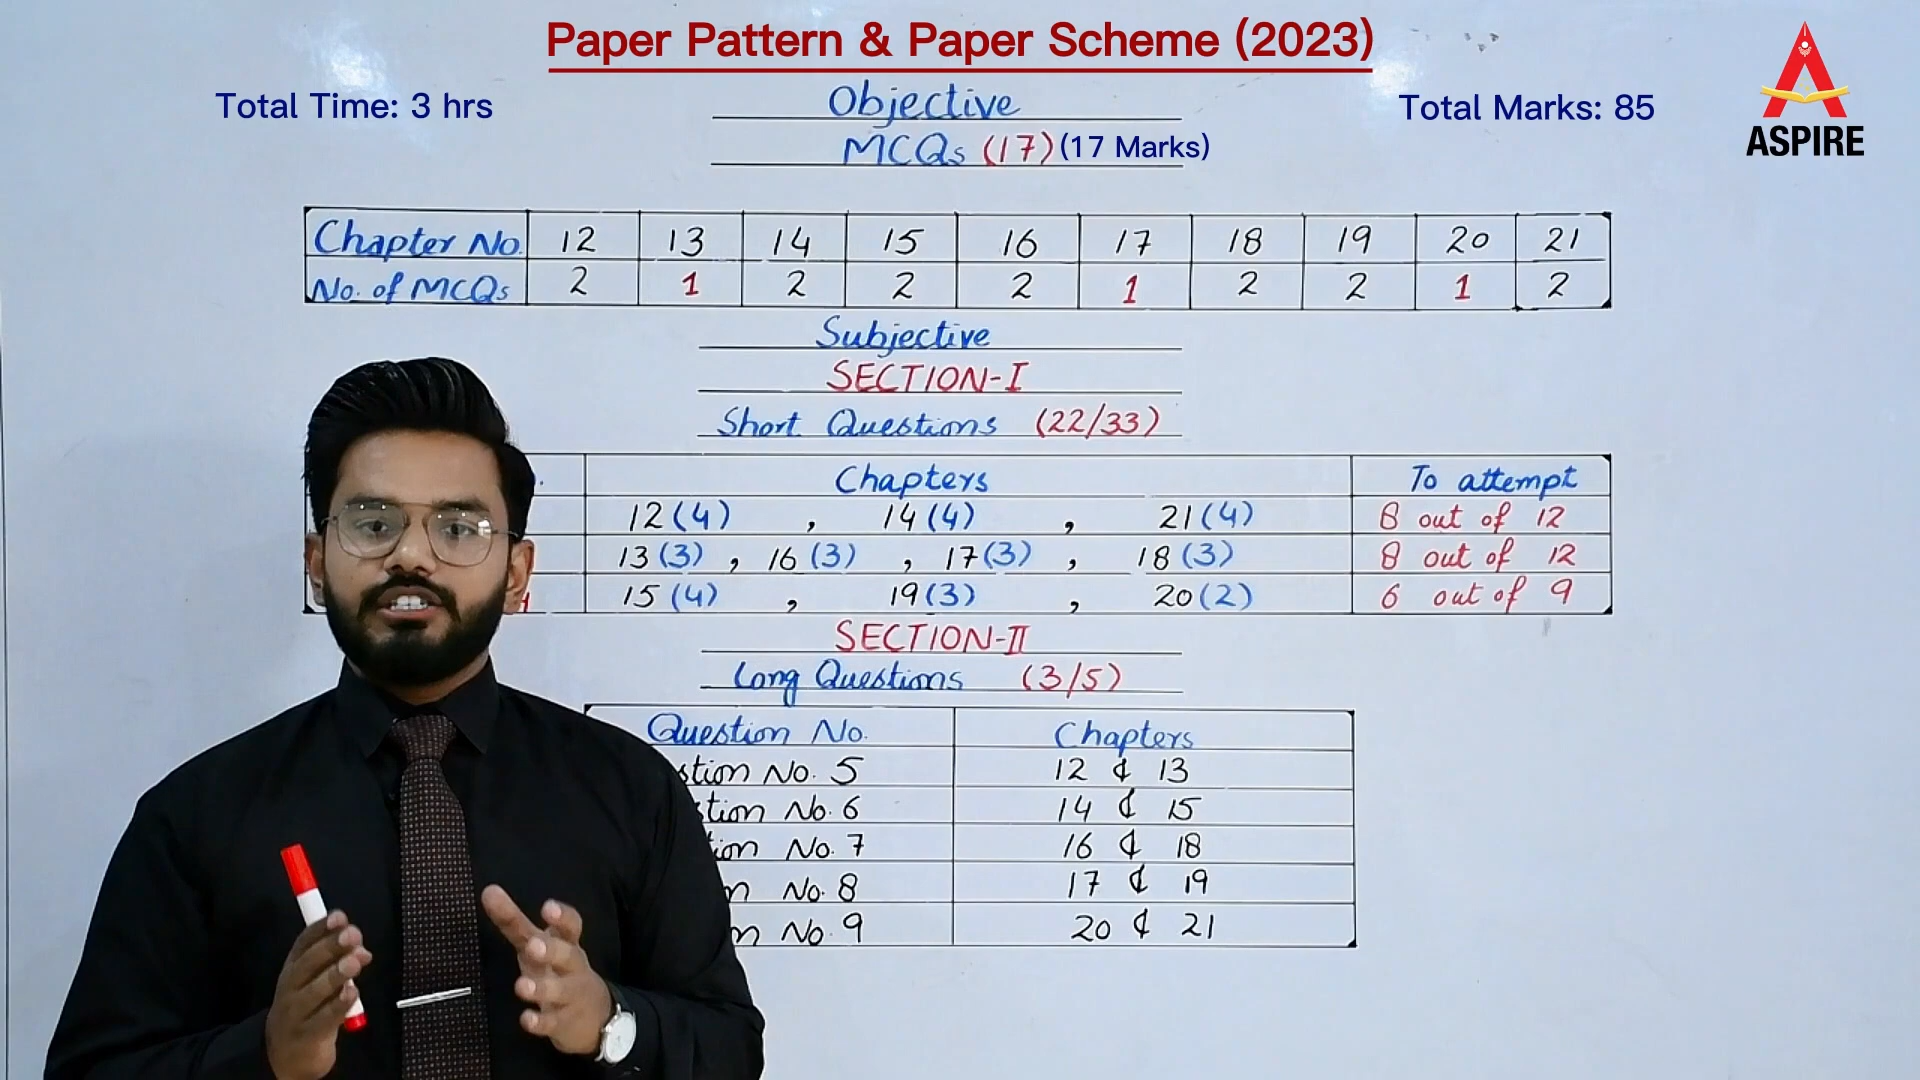 Paper Pattern & Paper Scheme (2023)
Total Time: 3 hrs
Objective
Total Marks: 85
ASPIRE
MCQs (17) (17 Marks)
Chapter No. 12 13 14 15 16 17 18 19 20 21
No. of MCQs 2 1 2 2 2 1 2 2 1 2
Subjective
SECTION-I
Short Questions (22/33)
Chapters To attempt
12(4) , 14(4) , 21(4) 8 out of 12
13(3) , 16(3) , 17(3) , 18(3) 8 out of 12
15(4) , 19(3) , 20(2) 6 out of 9
SECTION-II
Long Questions (3/5)
Question No. Chapters
stion No. 5 12 & 13
tion No. 6 14 & 15
ion No. 7 16 & 18
n No. 8 17 & 19
n No. 9 20 & 21